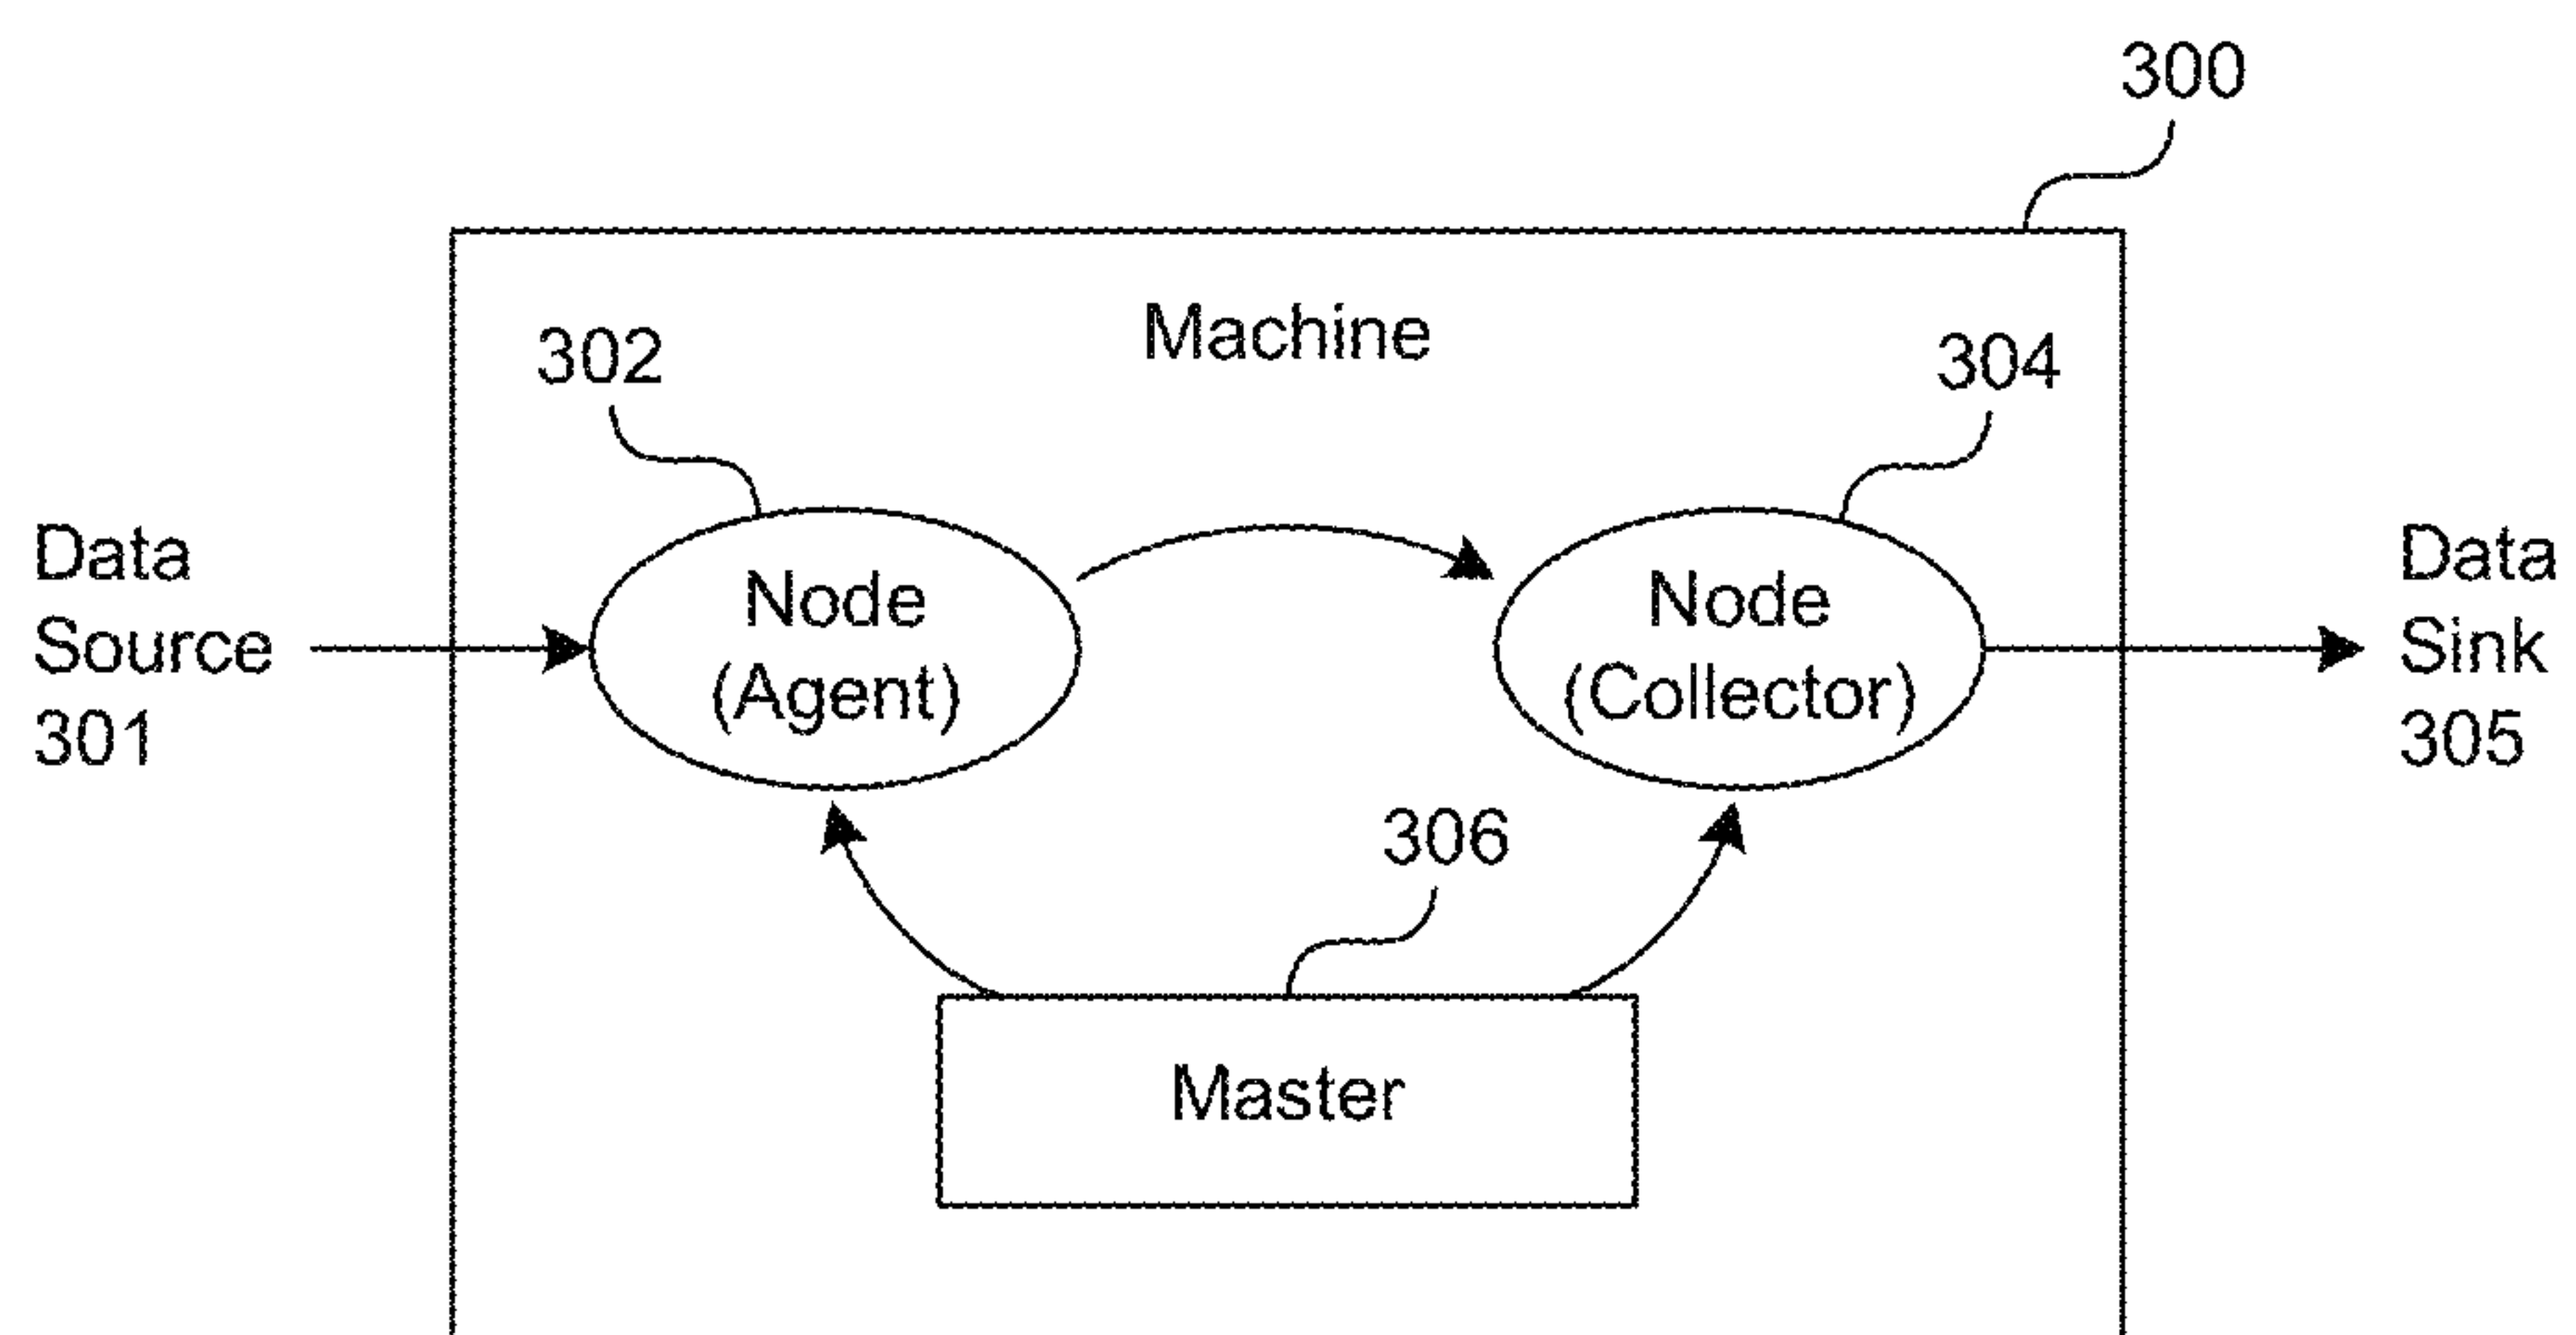 300
Machine
302
304
Data
Source
301
Node
(Agent)
Node
(Collector)
Data
Sink
305
306
Master